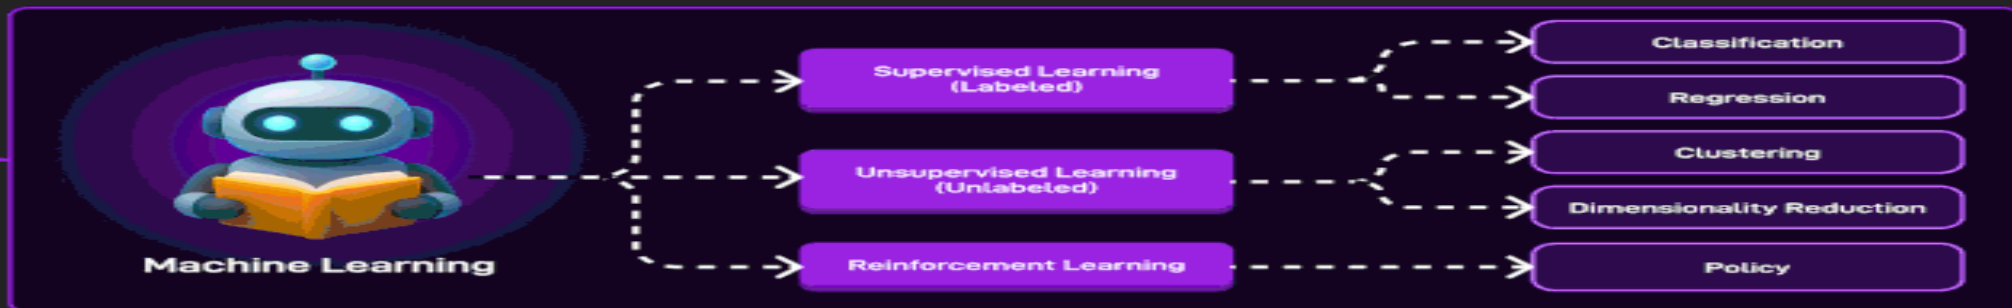 Machine Learning
Supervised Learning
(Labeled)
Unsupervised Learning
(Unlabeled)
Reinforcement Learning
Classification
Regression
Clustering
Dimensionality Reduction
Policy